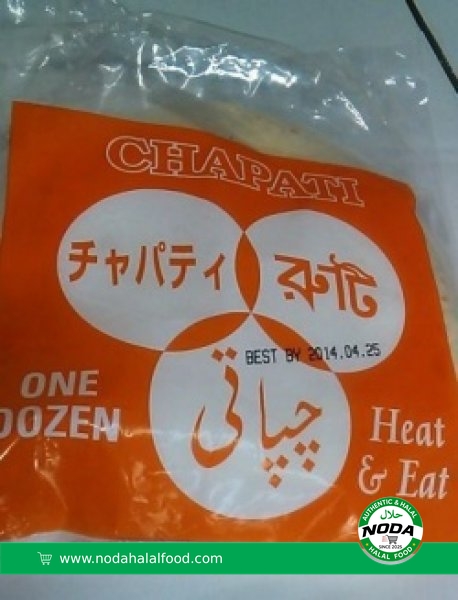 CHAPATI
チャパティ
রুটি
BEST BY 2014.04.25
چپاتی
ONE
DOZEN
Heat
& Eat
AUTHENTIC & HALAL
حلال
NODA
SINCE 2025
HALAL FOOD
www.nodahalalfood.com